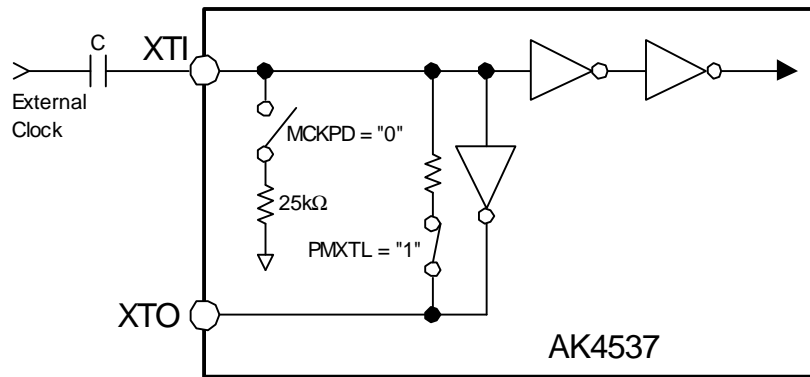 C
XTI
External
Clock
MCKPD = "0"
25kΩ
PMXTL = "1"
XTO
AK4537